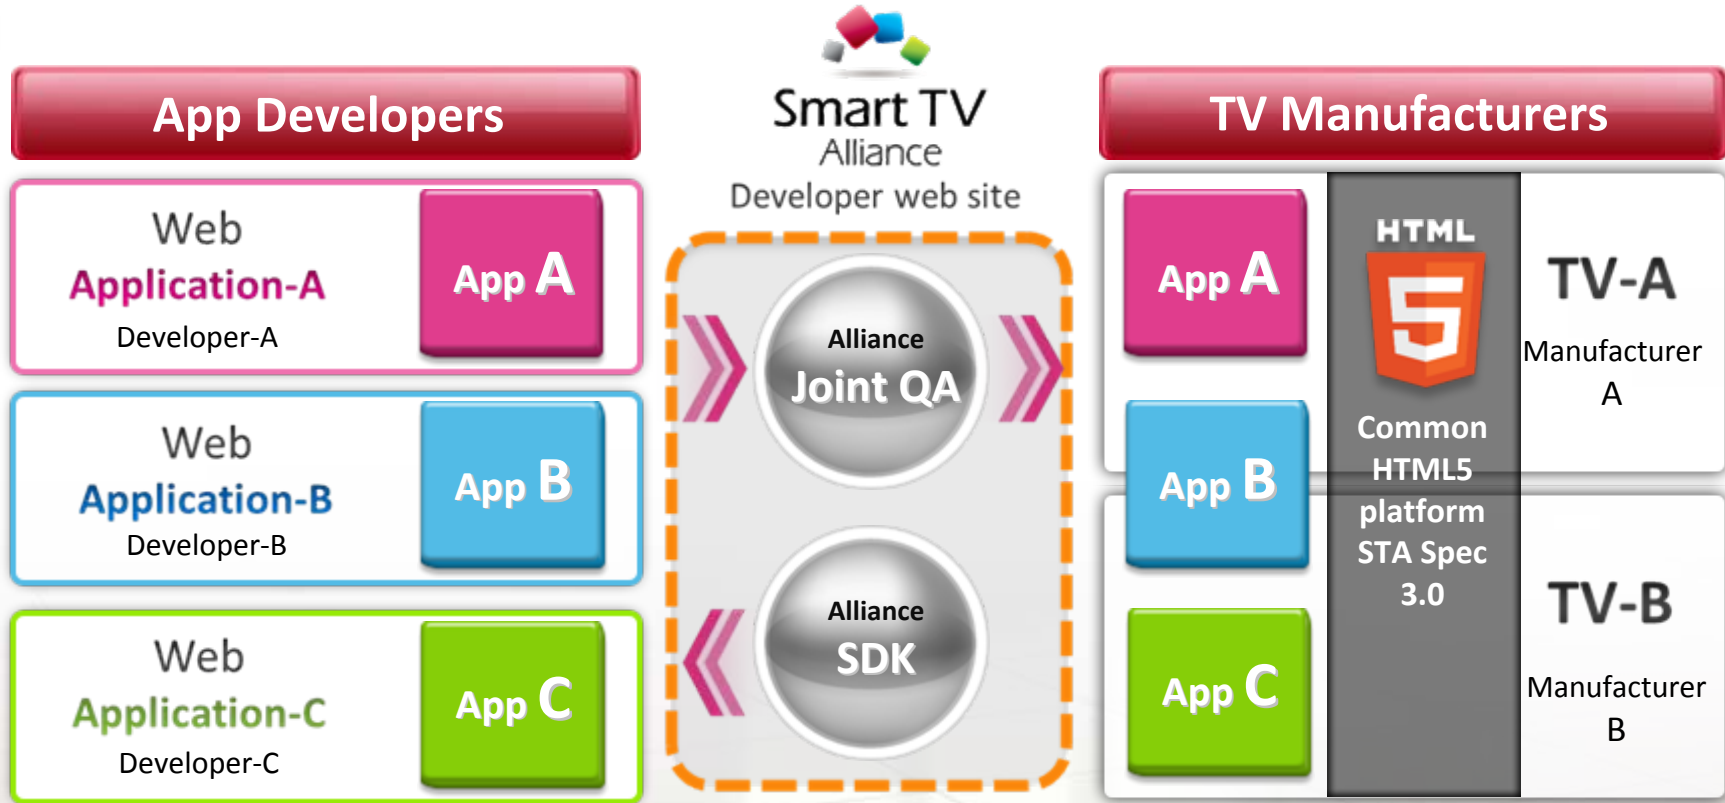 App Developers
Web
Application-A
Developer-A
App A
Web
Application-B
Developer-B
App B
Web
Application-C
Developer-C
App C
Smart TV
Alliance
Developer web site
Alliance
Joint QA
Alliance
SDK
TV Manufacturers
App A
App B
App C
HTML
5
Common
HTML5
platform
STA Spec
3.0
TV-A
Manufacturer
A
TV-B
Manufacturer
B